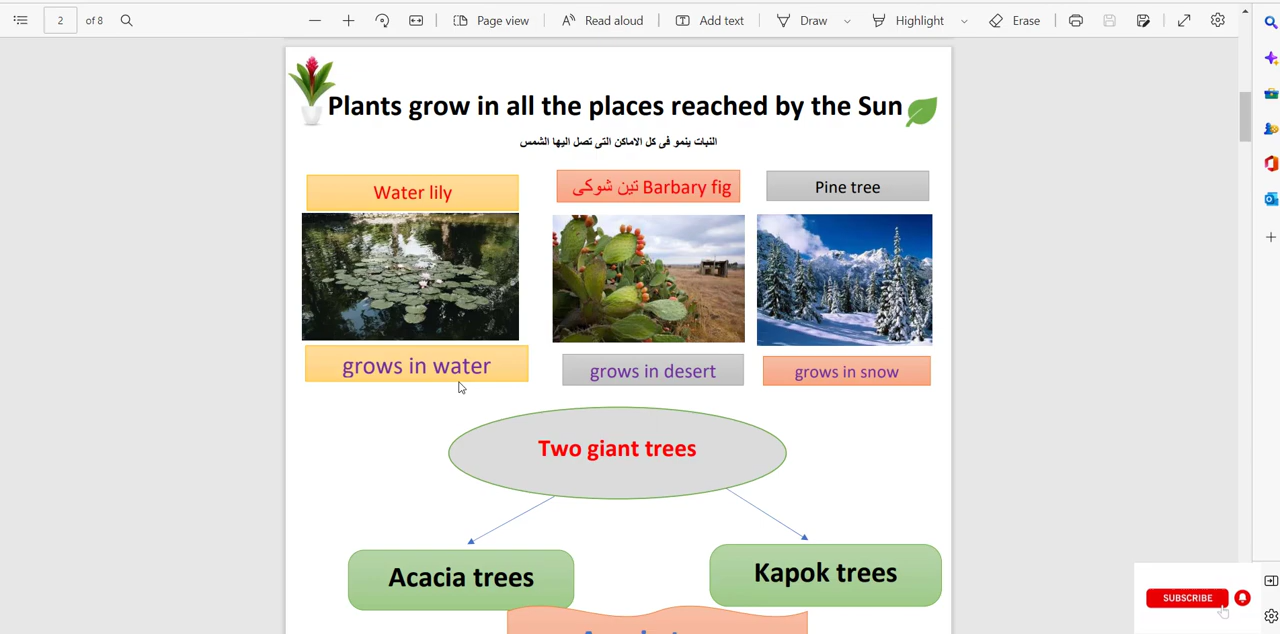 2 of 8 Page view Read aloud Add text Draw Highlight Erase
Plants grow in all the places reached by the Sun
النبات ينمو فى كل الاماكن التى تصل اليها الشمس
Water lily
Barbary fig تين شوكى
Pine tree
grows in water
grows in desert
grows in snow
Two giant trees
Acacia trees
Kapok trees
SUBSCRIBE